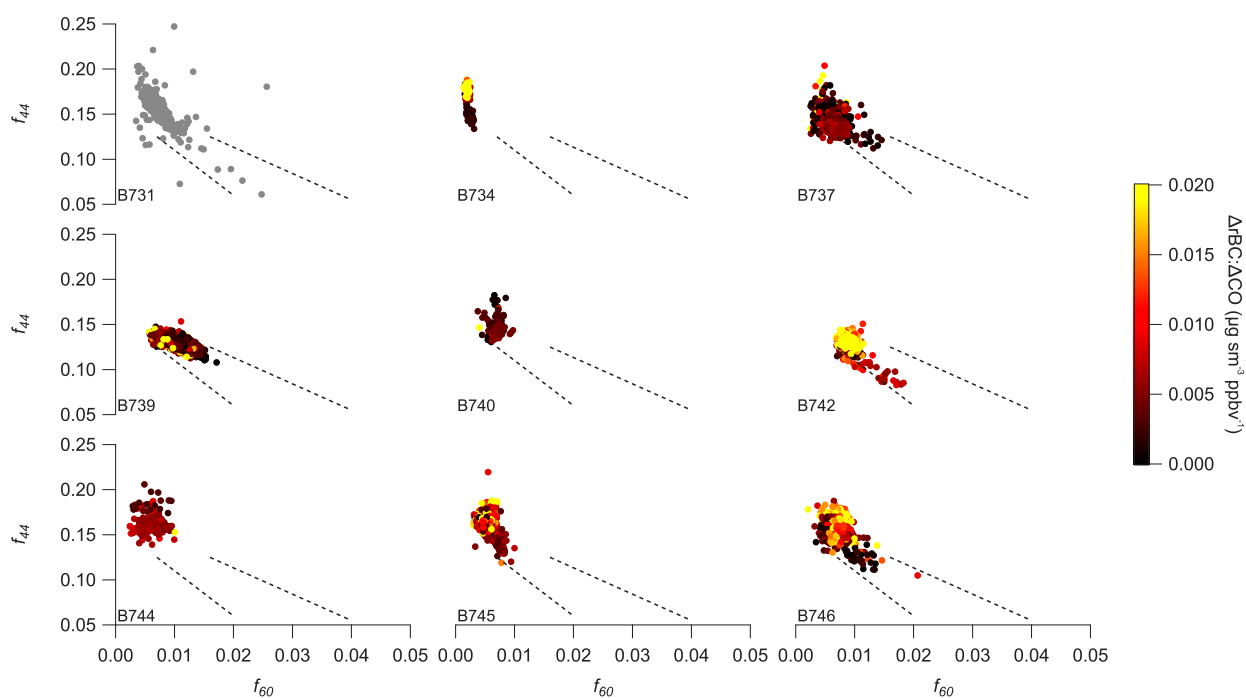 0.25
0.20
0.15
0.10
0.05
f44
B731
B734
B737
0.25
0.20
0.15
0.10
0.05
f44
B739
B740
B742
0.25
0.20
0.15
0.10
0.05
f44
B744
B745
B746
0.00 0.01 0.02 0.03 0.04 0.05
f60
0.00 0.01 0.02 0.03 0.04 0.05
f60
0.00 0.01 0.02 0.03 0.04 0.05
f60
0.020
0.015
0.010
0.005
0.000
ΔrBC:ΔCO (µg sm⁻³ ppbv⁻¹)